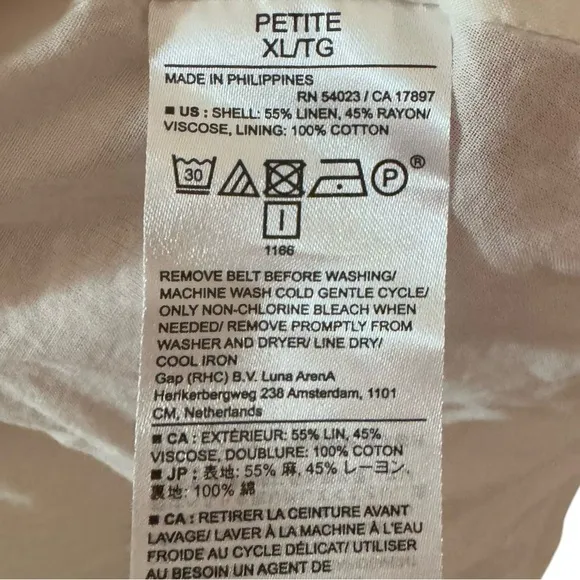 PETITE
XL/TG
MADE IN PHILIPPINES
RN 54023 / CA 17897
■ US : SHELL: 55% LINEN, 45% RAYON/
VISCOSE, LINING: 100% COTTON
30 P ®
1166
REMOVE BELT BEFORE WASHING/
MACHINE WASH COLD GENTLE CYCLE/
ONLY NON-CHLORINE BLEACH WHEN
NEEDED/ REMOVE PROMPTLY FROM
WASHER AND DRYER/ LINE DRY/
COOL IRON
Gap (RHC) B.V. Luna ArenA
Herikerbergweg 238 Amsterdam, 1101
CM, Netherlands
■ CA : EXTÉRIEUR: 55% LIN, 45%
VISCOSE, DOUBLURE: 100% COTON
■ JP : 表地: 55% 麻, 45% レーヨン,
裏地: 100% 綿
■ CA : RETIRER LA CEINTURE AVANT
LAVAGE/ LAVER À LA MACHINE À L'EAU
FROIDE AU CYCLE DÉLICAT/ UTILISER
AU BESOIN UN AGENT DE